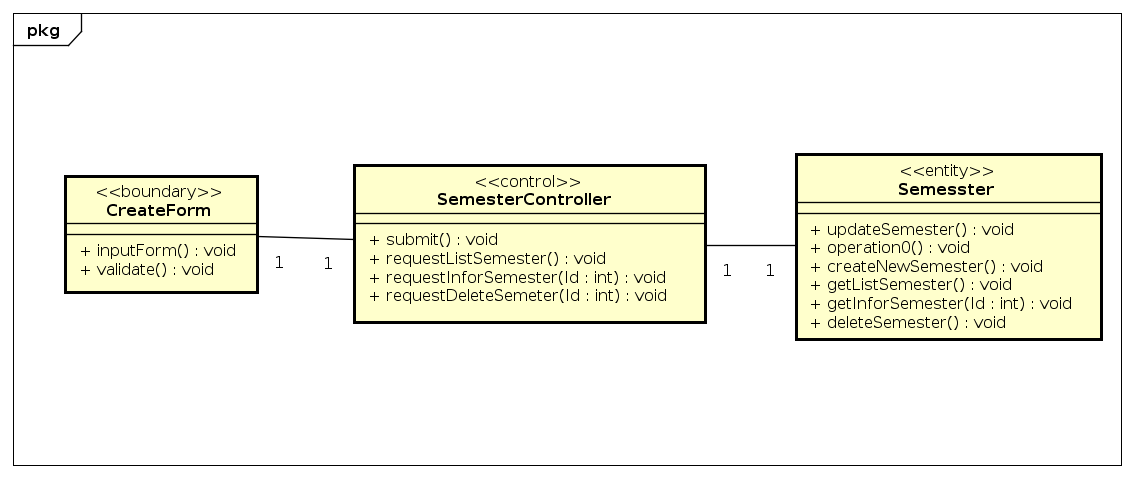 pkg
<<boundary>>
CreateForm
+ inputForm() : void
+ validate() : void
1
1
<<control>>
SemesterController
+ submit() : void
+ requestListSemester() : void
+ requestInforSemester(Id : int) : void
+ requestDeleteSemeter(Id : int) : void
1
1
<<entity>>
Semesster
+ updateSemester() : void
+ operation0() : void
+ createNewSemester() : void
+ getListSemester() : void
+ getInforSemester(Id : int) : void
+ deleteSemester() : void